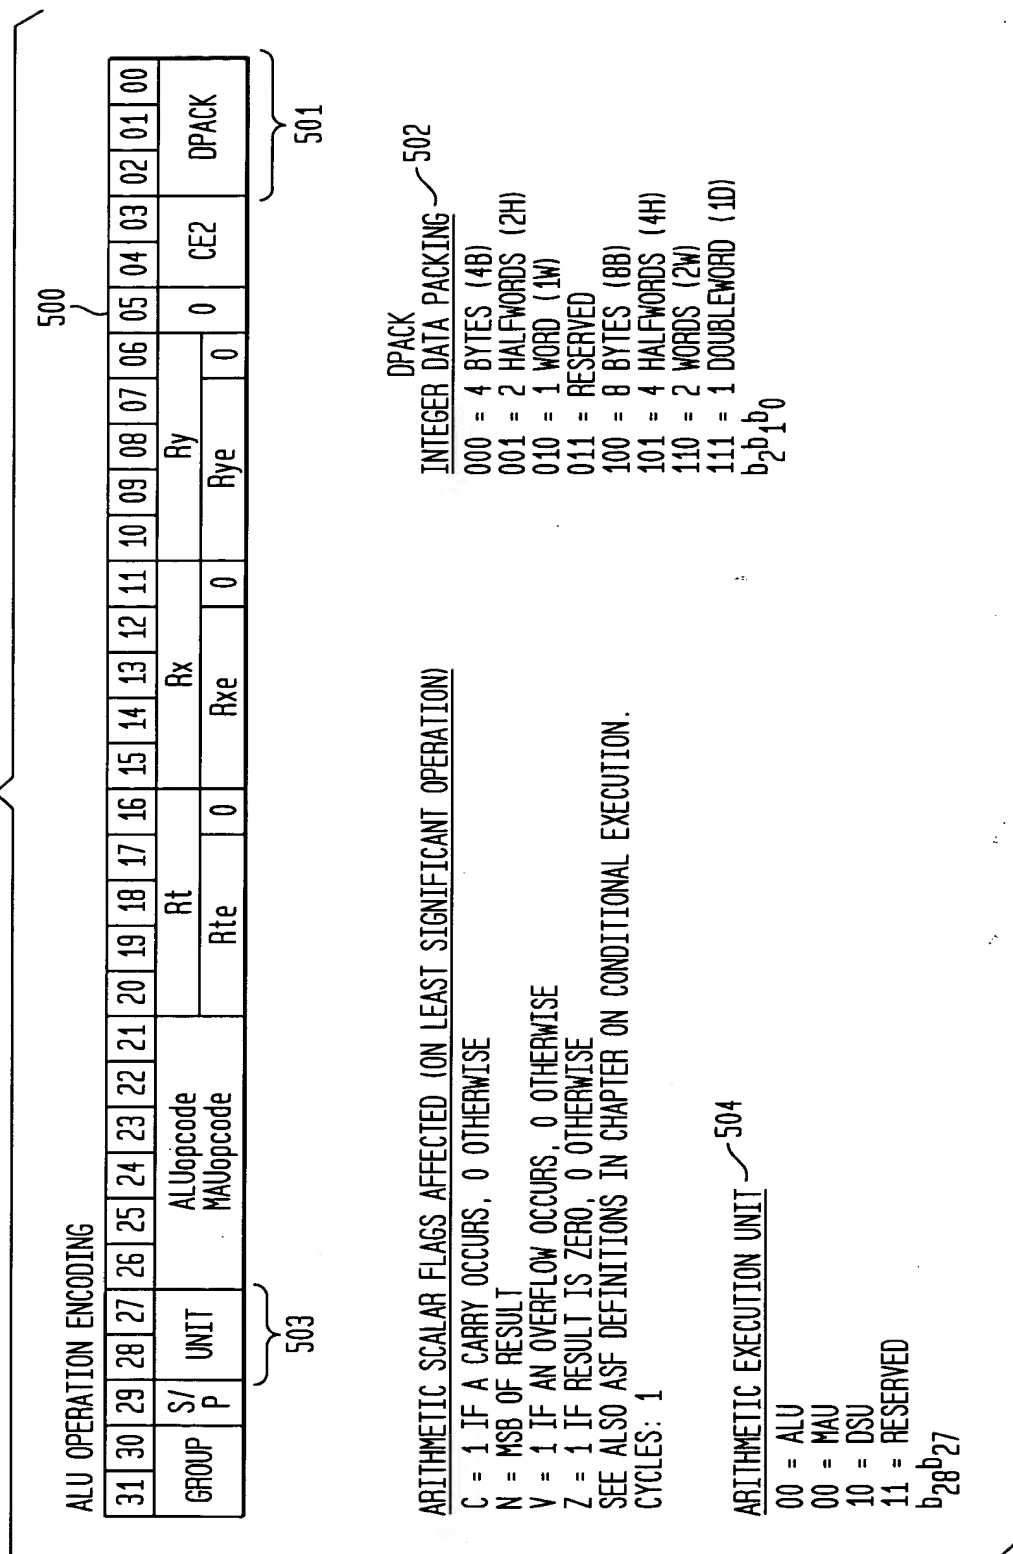 ALU OPERATION ENCODING
500
31 30 29 28 27 26 25 24 23 22 21 20 19 18 17 16 15 14 13 12 11 10 09 08 07 06 05 04 03 02 01 00
GROUP S/P UNIT ALUopcode MAUopcode Rt Rx Ry 0 CE2 DPACK
Rte 0 Rxe 0 Rye 0
503
501
ARITHMETIC SCALAR FLAGS AFFECTED (ON LEAST SIGNIFICANT OPERATION)
C = 1 IF A CARRY OCCURS, 0 OTHERWISE
N = MSB OF RESULT
V = 1 IF AN OVERFLOW OCCURS, 0 OTHERWISE
Z = 1 IF RESULT IS ZERO, 0 OTHERWISE
SEE ALSO ASF DEFINITIONS IN CHAPTER ON CONDITIONAL EXECUTION.
CYCLES: 1
DPACK
INTEGER DATA PACKING 502
000 = 4 BYTES (4B)
001 = 2 HALFWORDS (2H)
010 = 1 WORD (1W)
011 = RESERVED
100 = 8 BYTES (8B)
101 = 4 HALFWORDS (4H)
110 = 2 WORDS (2W)
111 = 1 DOUBLEWORD (1D)
b2b1b0
ARITHMETIC EXECUTION UNIT 504
00 = ALU
00 = MAU
10 = DSU
11 = RESERVED
b28b27